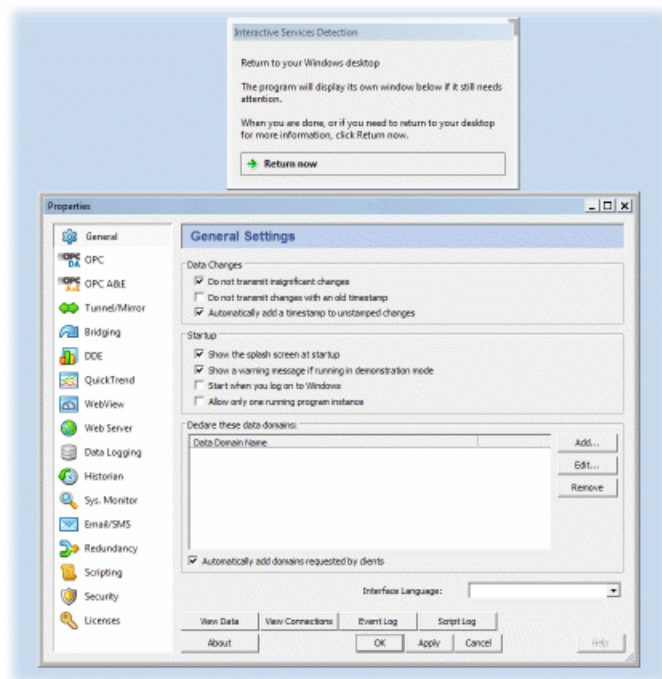 Interactive Services Detection
Return to your Windows desktop
The program will display its own window below if it still needs
attention.
When you are done, or if you need to return to your desktop
for more information, click Return now.
Return now
Properties
General
OPC
OPC A&E
Tunnel/Mirror
Bridging
DDE
QuickTrend
WebView
Web Server
Data Logging
Historian
Sys. Monitor
Email/SMS
Redundancy
Scripting
Security
Licenses
General Settings
Data Changes
Do not transmit insignificant changes
Do not transmit changes with an old timestamp
Automatically add a timestamp to unstamped changes
Startup
Show the splash screen at startup
Show a warning message if running in demonstration mode
Start when you log on to Windows
Allow only one running program instance
Declare these data domains:
Data Domain Name
Add...
Edit...
Remove
Automatically add domains requested by clients
Interface Language:
View Data View Connections Event Log Script Log
About OK Apply Cancel Help